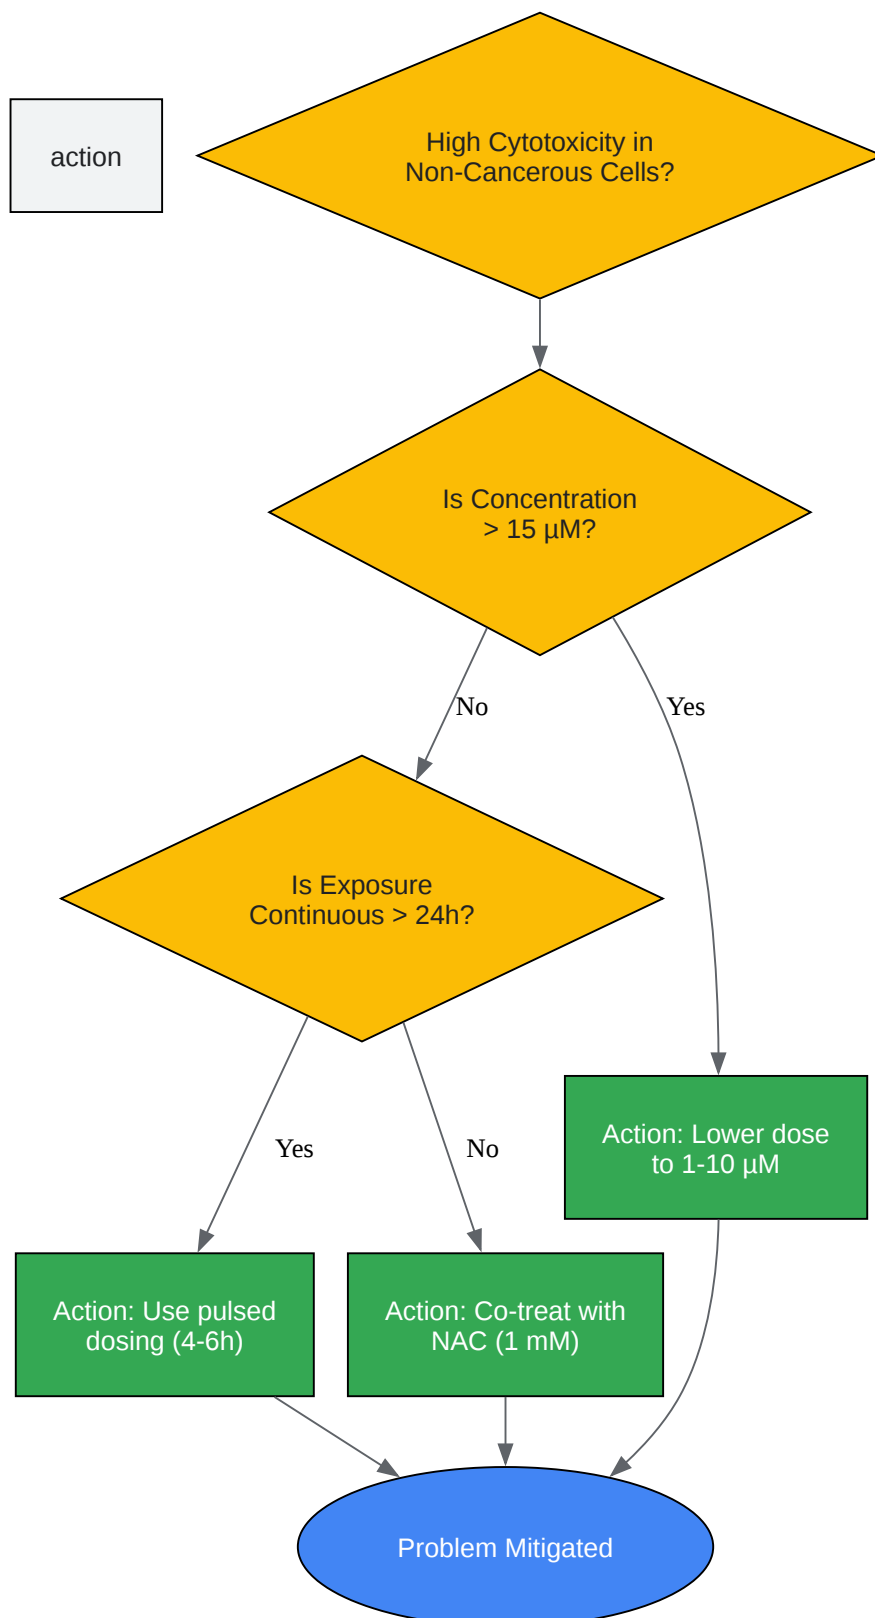 action
High Cytotoxicity in
Non-Cancerous Cells?
Is Concentration
> 15 µM?
No
Yes
Is Exposure
Continuous > 24h?
Yes
No
Action: Lower dose
to 1-10 µM
Action: Use pulsed
dosing (4-6h)
Action: Co-treat with
NAC (1 mM)
Problem Mitigated